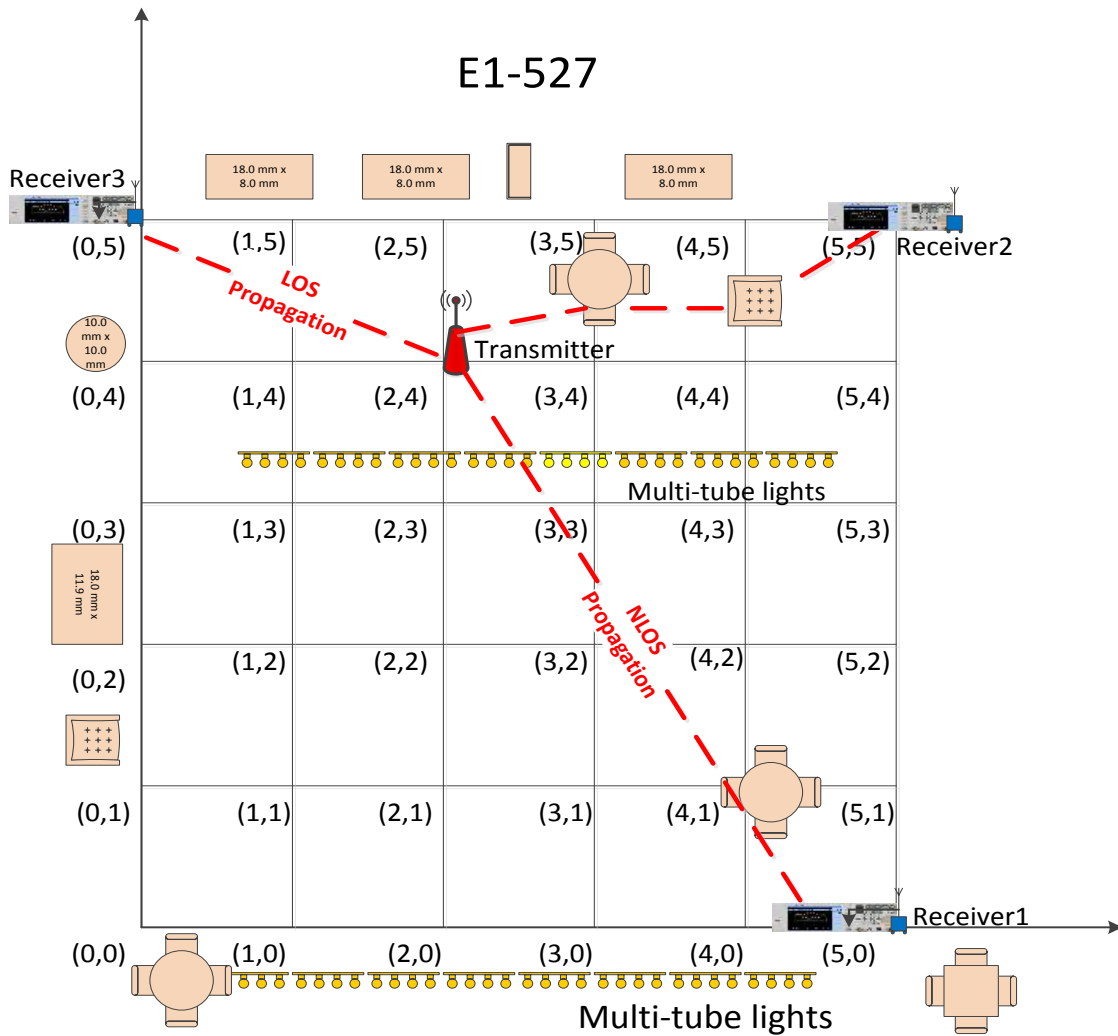 E1-527
18.0 mm x
8.0 mm
18.0 mm x
8.0 mm
18.0 mm x
8.0 mm
Receiver3
Receiver2
(0,5)
(1,5)
(2,5)
(3,5)
(4,5)
(5,5)
LOS
Propagation
10.0
mm x
10.0
mm
Transmitter
(0,4)
(1,4)
(2,4)
(3,4)
(4,4)
(5,4)
Multi-tube lights
(0,3)
(1,3)
(2,3)
(3,3)
(4,3)
(5,3)
18.0 mm x
11.9 mm
NLOS
Propagation
(0,2)
(1,2)
(2,2)
(3,2)
(4,2)
(5,2)
(0,1)
(1,1)
(2,1)
(3,1)
(4,1)
(5,1)
Receiver1
(0,0)
(1,0)
(2,0)
(3,0)
(4,0)
(5,0)
Multi-tube lights